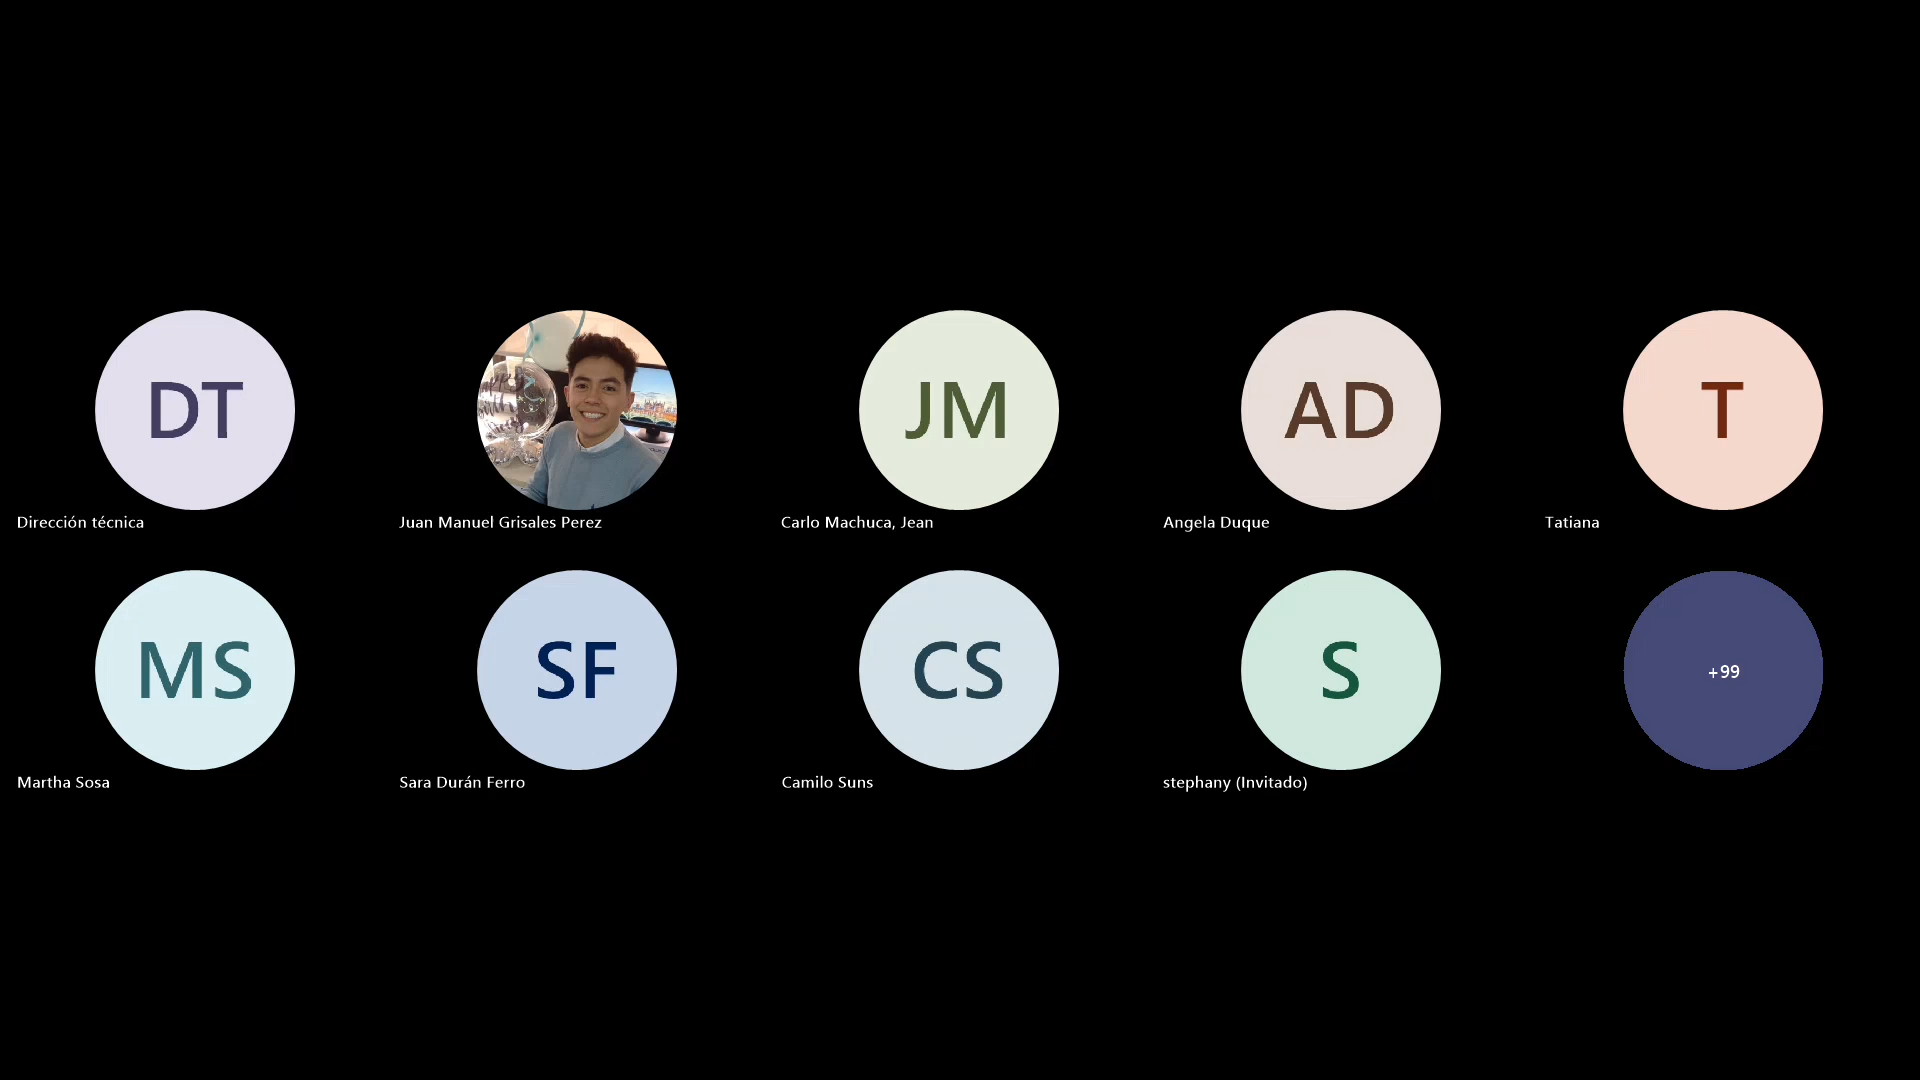 DT
JM
AD
T
Dirección técnica
Juan Manuel Grisales Perez
Carlo Machuca, Jean
Angela Duque
Tatiana
MS
SF
CS
S
+99
Martha Sosa
Sara Durán Ferro
Camilo Suns
stephany (Invitado)